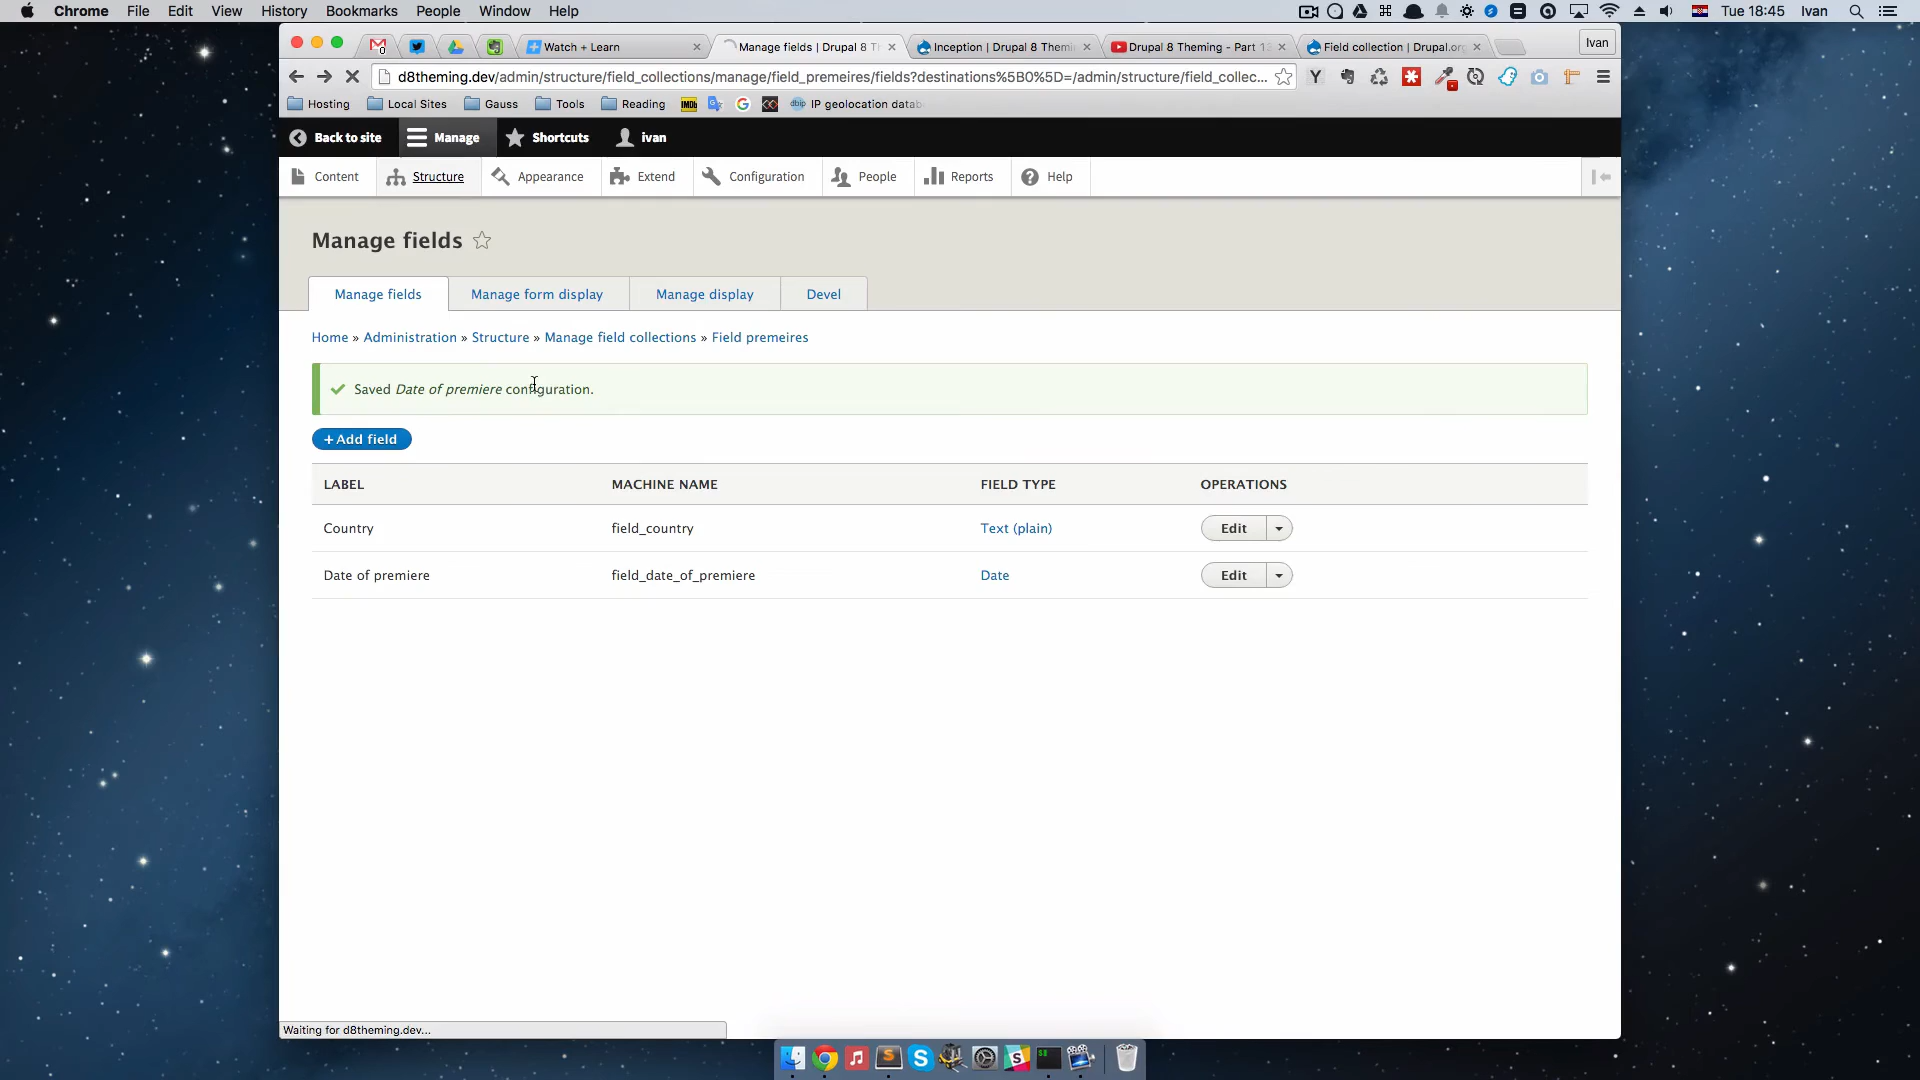 Chrome File Edit View History Bookmarks People Window Help Tue 18:45 Ivan
Watch + Learn Manage fields | Drupal 8 Th Inception | Drupal 8 Themin Drupal 8 Theming - Part 13 Field collection | Drupal.org Ivan
d8theming.dev/admin/structure/field_collections/manage/field_premeires/fields?destinations%5B0%5D=/admin/structure/field_collec...
Hosting Local Sites Gauss Tools Reading IMDb dbip IP geolocation datab
Back to site Manage Shortcuts ivan
Content Structure Appearance Extend Configuration People Reports Help
Manage fields
Manage fields Manage form display Manage display Devel
Home » Administration » Structure » Manage field collections » Field premeires
Saved Date of premiere configuration.
+ Add field
LABEL MACHINE NAME FIELD TYPE OPERATIONS
Country field_country Text (plain) Edit
Date of premiere field_date_of_premiere Date Edit
Waiting for d8theming.dev...